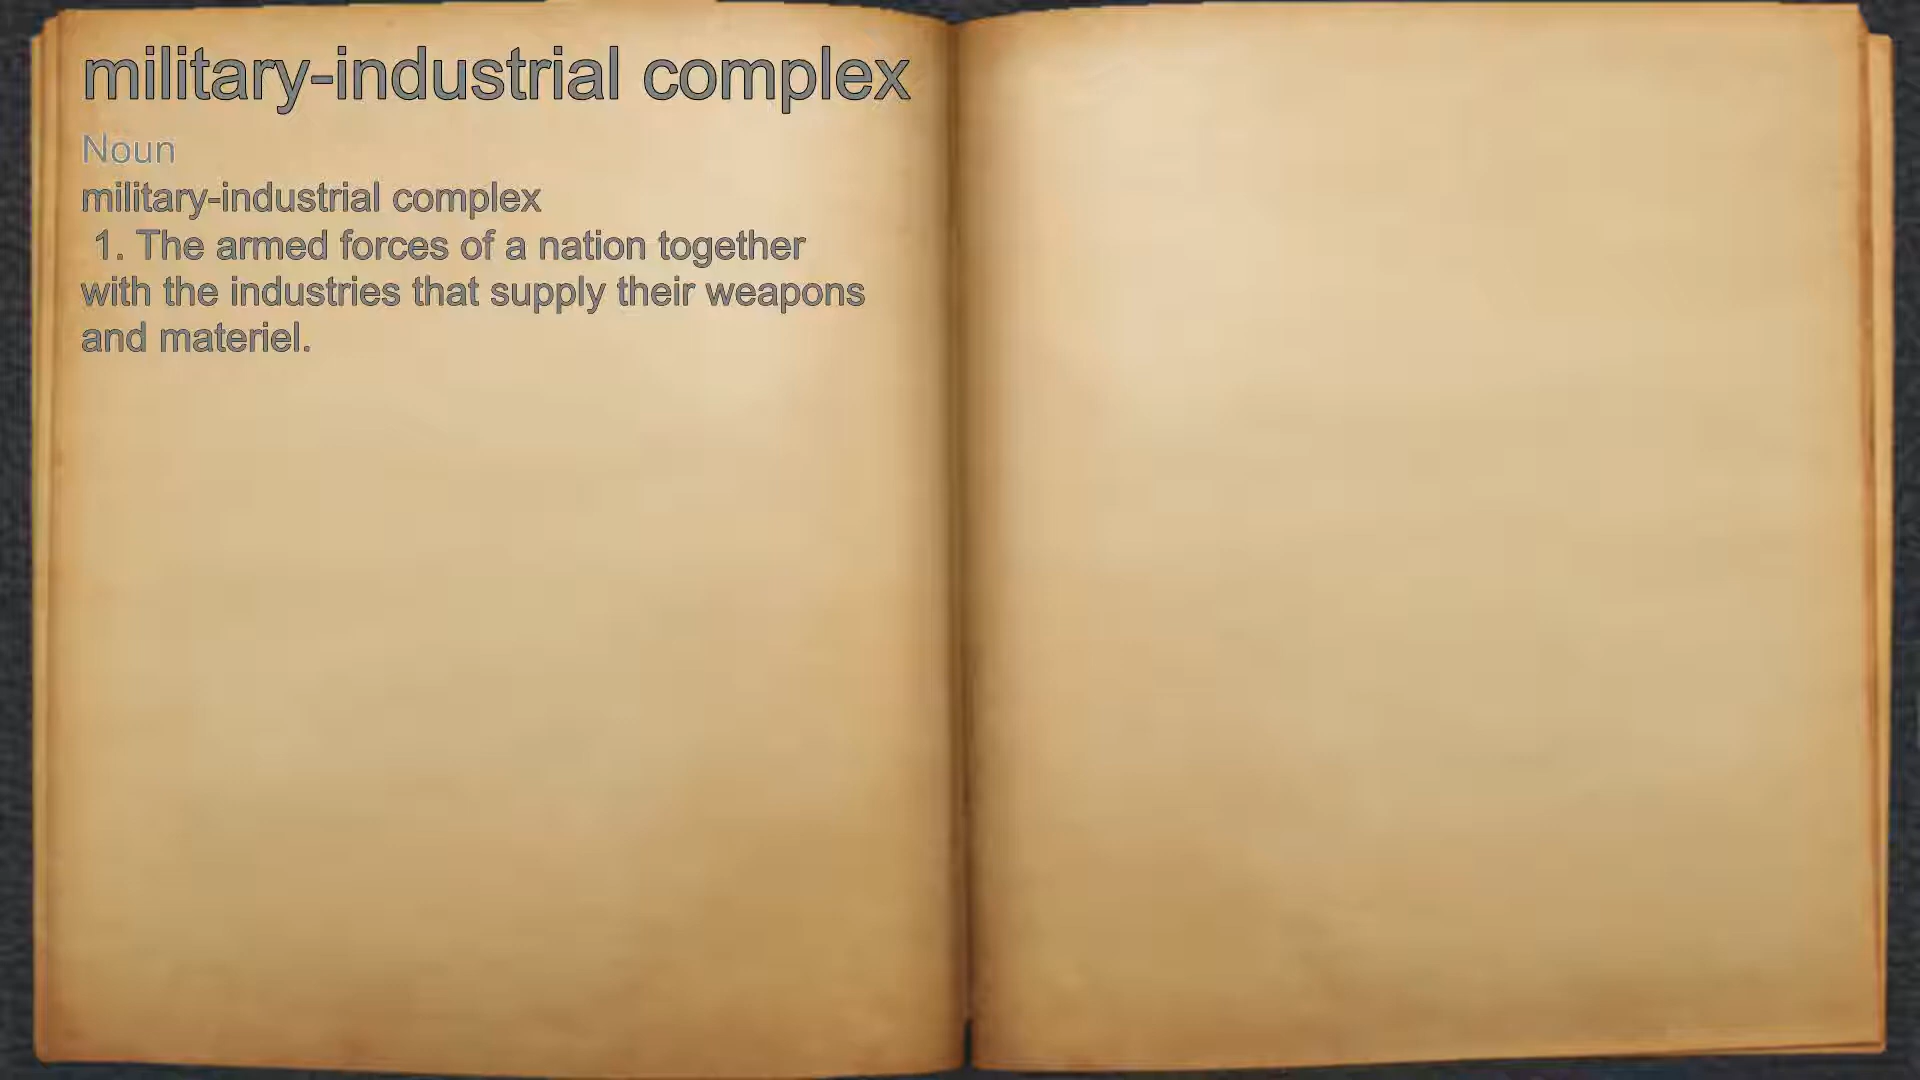 military-industrial complex
Noun
military-industrial complex
1. The armed forces of a nation together
with the industries that supply their weapons
and materiel.